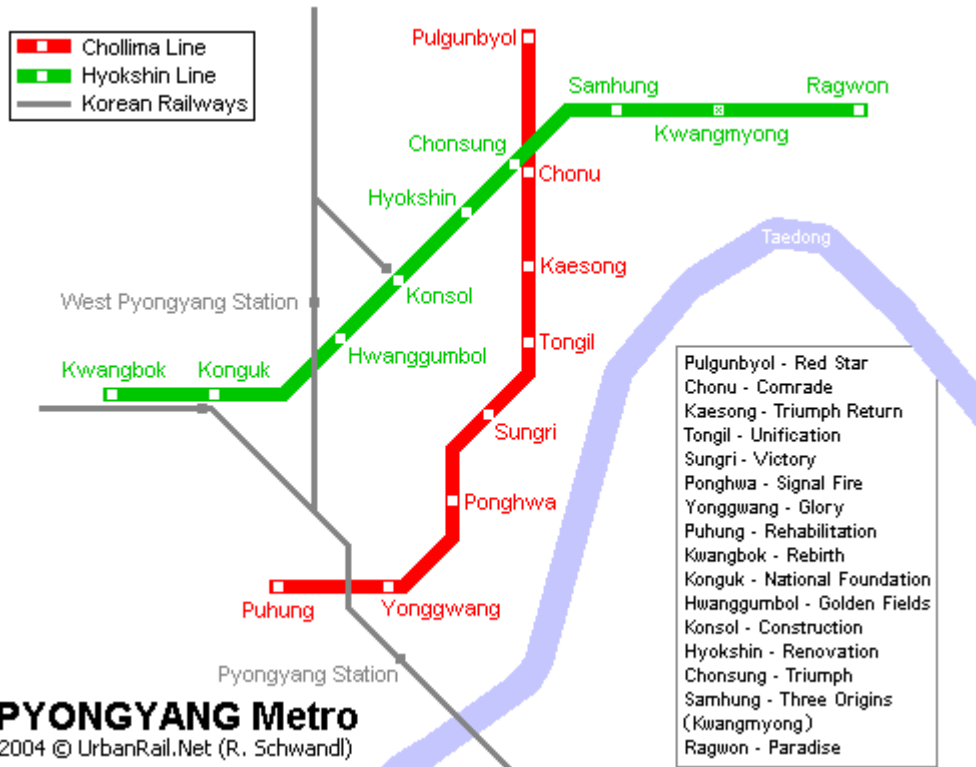 Chollima Line
Hyokshin Line
Korean Railways
Pulgunbyol
Samhung
Ragwon
Kwangmyong
Chonsung
Chonu
Hyokshin
Taedong
Kaesong
Konsol
West Pyongyang Station
Tongil
Hwanggumbol
Kwangbok
Konguk
Sungri
Ponghwa
Puhung
Yonggwang
Pyongyang Station
Pulgunbyol - Red Star
Chonu - Comrade
Kaesong - Triumph Return
Tongil - Unification
Sungri - Victory
Ponghwa - Signal Fire
Yonggwang - Glory
Puhung - Rehabilitation
Kwangbok - Rebirth
Konguk - National Foundation
Hwanggumbol - Golden Fields
Konsol - Construction
Hyokshin - Renovation
Chonsung - Triumph
Samhung - Three Origins
(Kwangmyong)
Ragwon - Paradise
PYONGYANG Metro
2004 © UrbanRail.Net (R. Schwandl)